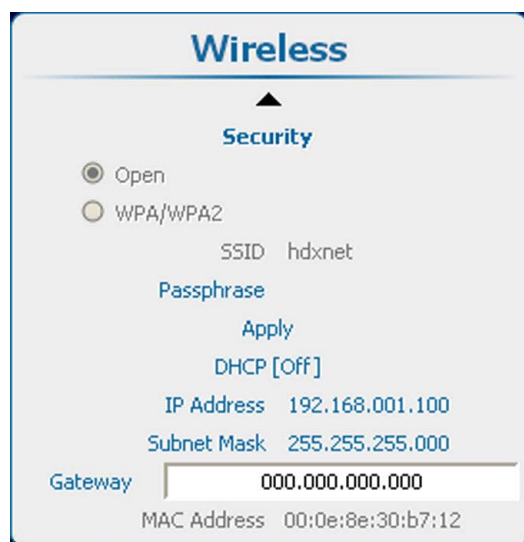 Wireless
Security
Open
WPA/WPA2
SSID hdxnet
Passphrase
Apply
DHCP [Off]
IP Address 192.168.001.100
Subnet Mask 255.255.255.000
Gateway 000.000.000.000
MAC Address 00:0e:8e:30:b7:12